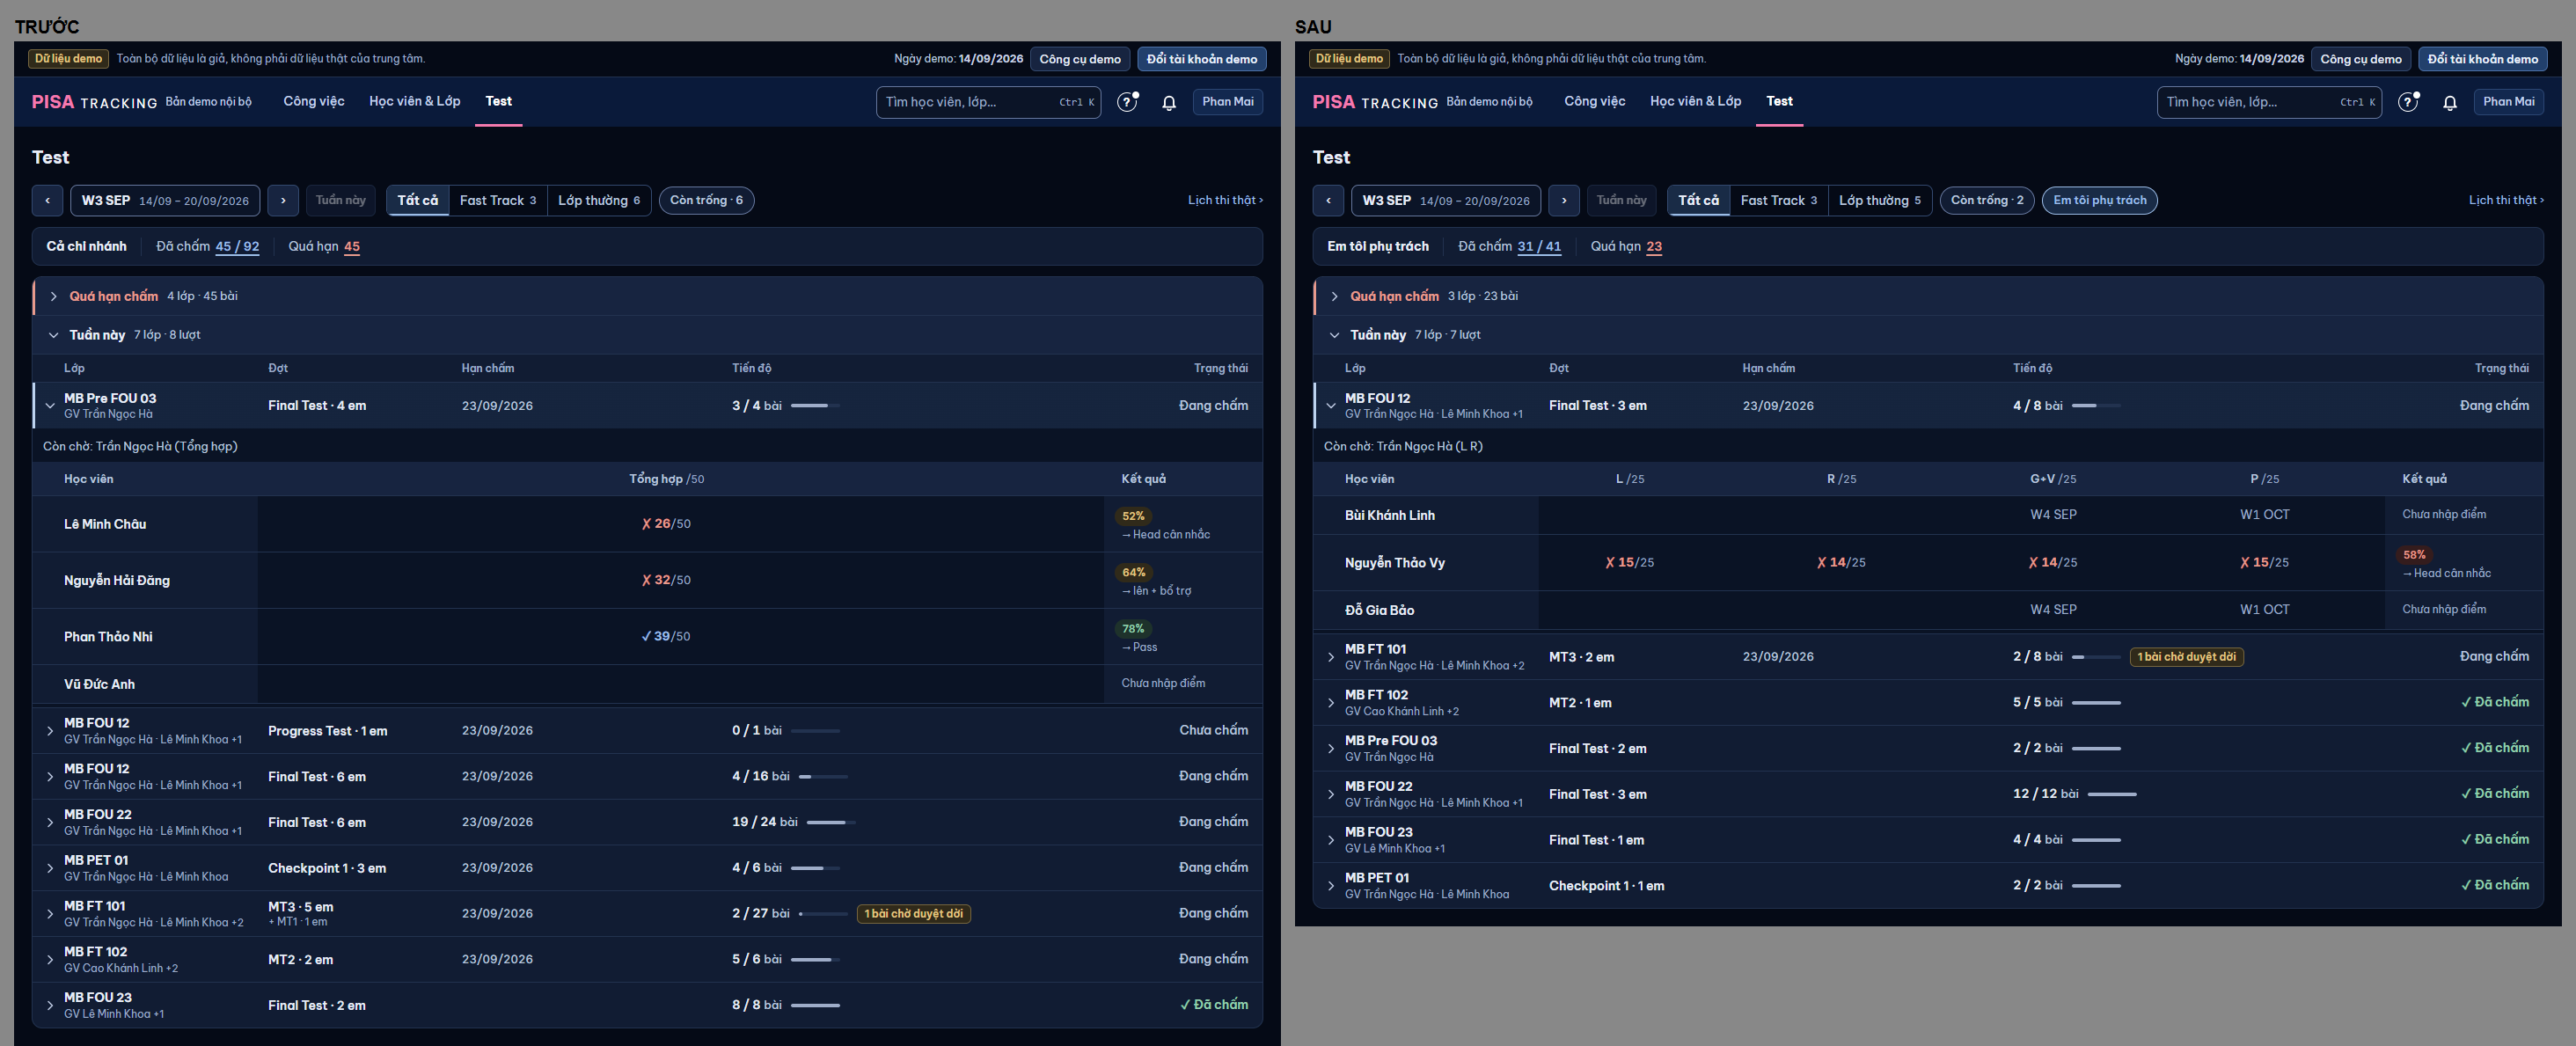 TRƯỚC
Dữ liệu demo Toàn bộ dữ liệu là giả, không phải dữ liệu thật của trung tâm. Ngày demo: 14/09/2026 Công cụ demo Đổi tài khoản demo
PISA TRACKING Bản demo nội bộ Công việc Học viên & Lớp Test Tìm học viên, lớp... Ctrl K ? Phan Mai
Test
‹ W3 SEP 14/09 – 20/09/2026 › Tuần này Tất cả Fast Track 3 Lớp thường 6 Còn trống · 6 Lịch thi thật ›
Cả chi nhánh Đã chấm 45 / 92 Quá hạn 45
Quá hạn chấm 4 lớp · 45 bài
Tuần này 7 lớp · 8 lượt
Lớp Đợt Hạn chấm Tiến độ Trạng thái
MB Pre FOU 03
GV Trần Ngọc Hà
Final Test · 4 em 23/09/2026 3 / 4 bài Đang chấm
Còn chờ: Trần Ngọc Hà (Tổng hợp)
Học viên Tổng hợp /50 Kết quả
Lê Minh Châu ✗ 26/50 52%
→ Head cân nhắc
Nguyễn Hải Đăng ✗ 32/50 64%
→ lên + bổ trợ
Phan Thảo Nhi ✓ 39/50 78%
→ Pass
Vũ Đức Anh Chưa nhập điểm
MB FOU 12
GV Trần Ngọc Hà · Lê Minh Khoa +1
Progress Test · 1 em 23/09/2026 0 / 1 bài Chưa chấm
MB FOU 12
GV Trần Ngọc Hà · Lê Minh Khoa +1
Final Test · 6 em 23/09/2026 4 / 16 bài Đang chấm
MB FOU 22
GV Trần Ngọc Hà · Lê Minh Khoa +1
Final Test · 6 em 23/09/2026 19 / 24 bài Đang chấm
MB PET 01
GV Trần Ngọc Hà · Lê Minh Khoa
Checkpoint 1 · 3 em 23/09/2026 4 / 6 bài Đang chấm
MB FT 101
GV Trần Ngọc Hà · Lê Minh Khoa +2
MT3 · 5 em
+ MT1 · 1 em
23/09/2026 2 / 27 bài 1 bài chờ duyệt dời Đang chấm
MB FT 102
GV Cao Khánh Linh +2
MT2 · 2 em 23/09/2026 5 / 6 bài Đang chấm
MB FOU 23
GV Lê Minh Khoa +1
Final Test · 2 em 8 / 8 bài ✓ Đã chấm
SAU
Dữ liệu demo Toàn bộ dữ liệu là giả, không phải dữ liệu thật của trung tâm. Ngày demo: 14/09/2026 Công cụ demo Đổi tài khoản demo
PISA TRACKING Bản demo nội bộ Công việc Học viên & Lớp Test Tìm học viên, lớp... Ctrl K ? Phan Mai
Test
‹ W3 SEP 14/09 – 20/09/2026 › Tuần này Tất cả Fast Track 3 Lớp thường 5 Còn trống · 2 Em tôi phụ trách Lịch thi thật ›
Em tôi phụ trách Đã chấm 31 / 41 Quá hạn 23
Quá hạn chấm 3 lớp · 23 bài
Tuần này 7 lớp · 7 lượt
Lớp Đợt Hạn chấm Tiến độ Trạng thái
MB FOU 12
GV Trần Ngọc Hà · Lê Minh Khoa +1
Final Test · 3 em 23/09/2026 4 / 8 bài Đang chấm
Còn chờ: Trần Ngọc Hà (L R)
Học viên L /25 R /25 G+V /25 P /25 Kết quả
Bùi Khánh Linh W4 SEP W1 OCT Chưa nhập điểm
Nguyễn Thảo Vy ✗ 15/25 ✗ 14/25 ✗ 14/25 ✗ 15/25 58%
→ Head cân nhắc
Đỗ Gia Bảo W4 SEP W1 OCT Chưa nhập điểm
MB FT 101
GV Trần Ngọc Hà · Lê Minh Khoa +2
MT3 · 2 em 23/09/2026 2 / 8 bài 1 bài chờ duyệt dời Đang chấm
MB FT 102
GV Cao Khánh Linh +2
MT2 · 1 em 5 / 5 bài ✓ Đã chấm
MB Pre FOU 03
GV Trần Ngọc Hà
Final Test · 2 em 2 / 2 bài ✓ Đã chấm
MB FOU 22
GV Trần Ngọc Hà · Lê Minh Khoa +1
Final Test · 3 em 12 / 12 bài ✓ Đã chấm
MB FOU 23
GV Lê Minh Khoa +1
Final Test · 1 em 4 / 4 bài ✓ Đã chấm
MB PET 01
GV Trần Ngọc Hà · Lê Minh Khoa
Checkpoint 1 · 1 em 2 / 2 bài ✓ Đã chấm